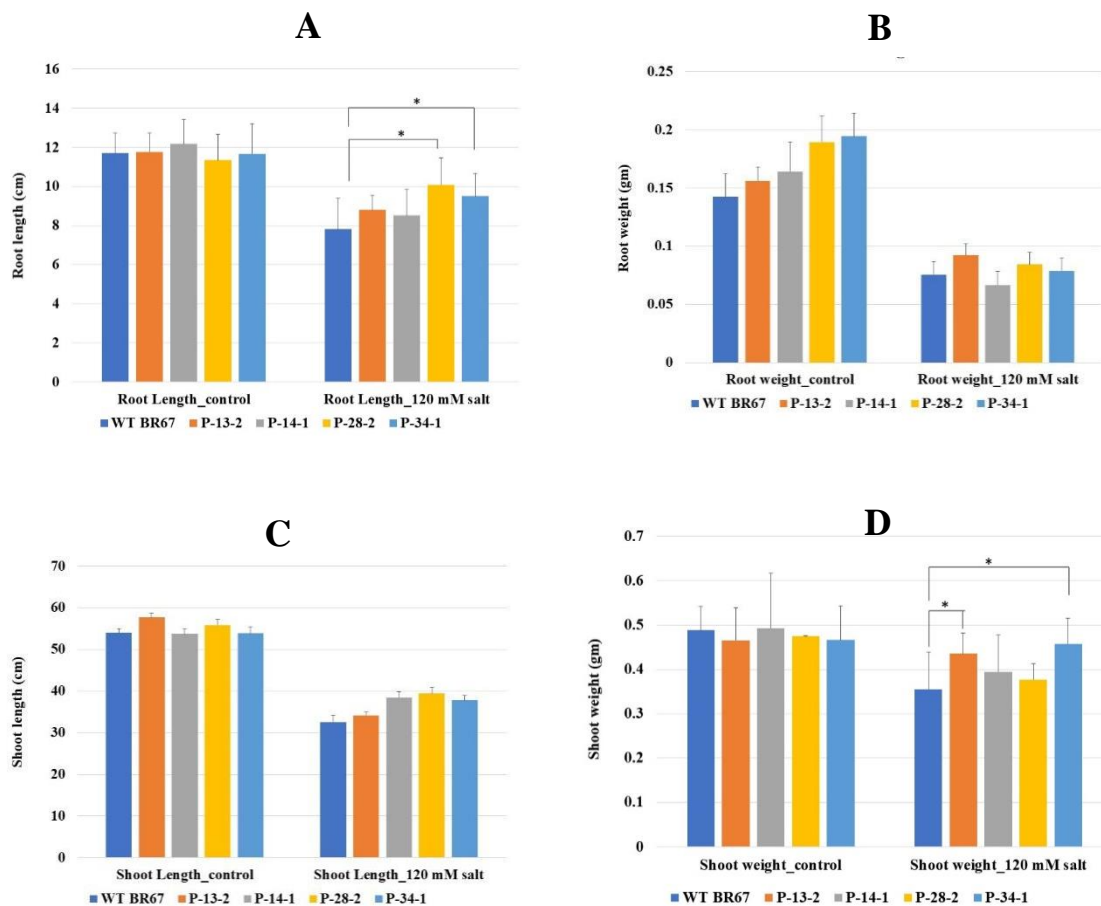 A
Root length (cm)
16
14
12
10
8
6
4
2
0
*
*
Root Length_control
Root Length_120 mM salt
WT BR67 P-13-2 P-14-1 P-28-2 P-34-1
B
Root weight (gm)
0.25
0.2
0.15
0.1
0.05
0
Root weight_control
Root weight_120 mM salt
WT BR67 P-13-2 P-14-1 P-28-2 P-34-1
C
Shoot length (cm)
70
60
50
40
30
20
10
0
Shoot Length_control
Shoot Length_120 mM salt
WT BR67 P-13-2 P-14-1 P-28-2 P-34-1
D
Shoot weight (gm)
0.7
0.6
0.5
0.4
0.3
0.2
0.1
0
*
*
Shoot weight_control
Shoot weight_120 mM salt
WT BR67 P-13-2 P-14-1 P-28-2 P-34-1